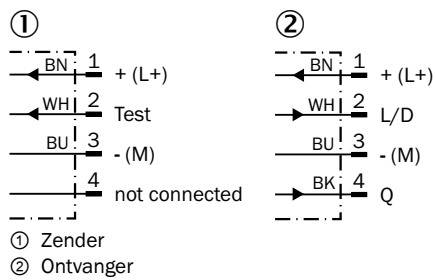 ① ②
BN 1 + (L+) BN 1 + (L+)
WH 2 Test WH 2 L/D
BU 3 - (M) BU 3 - (M)
4 not connected BK 4 Q
① Zender
② Ontvanger